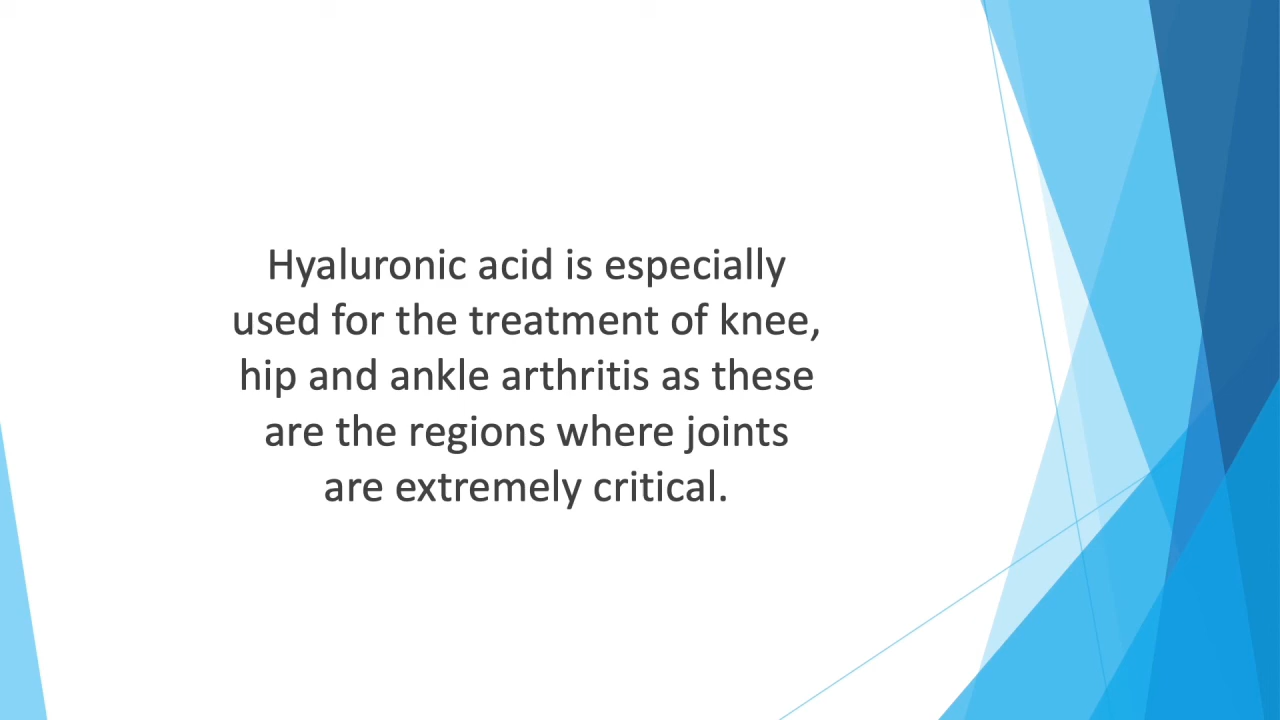 Hyaluronic acid is especially
used for the treatment of knee,
hip and ankle arthritis as these
are the regions where joints
are extremely critical.